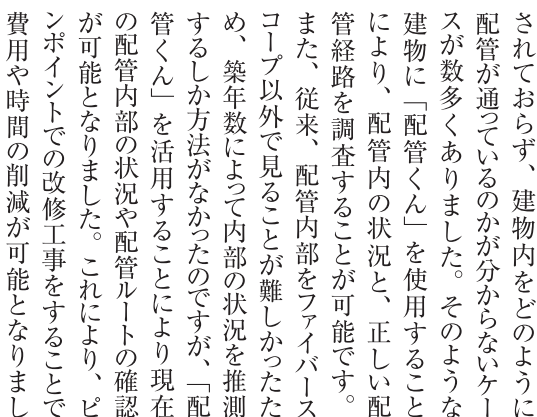 されておらず、建物内をどのように
配管が通っているのかが分からないケー
スが数多くありました。そのような
建物に「配管くん」を使用すること
により、配管内の状況と、正しい配
管経路を調査することが可能です。
また、従来、配管内部をファイバース
コープ以外で見ることが難しかったた
め、築年数によって内部の状況を推測
するしか方法がなかったのですが、「配
管くん」を活用することにより現在
の配管内部の状況や配管ルートの確認
が可能となりました。これにより、ピ
ンポイントでの改修工事をすることで
費用や時間の削減が可能となりまし